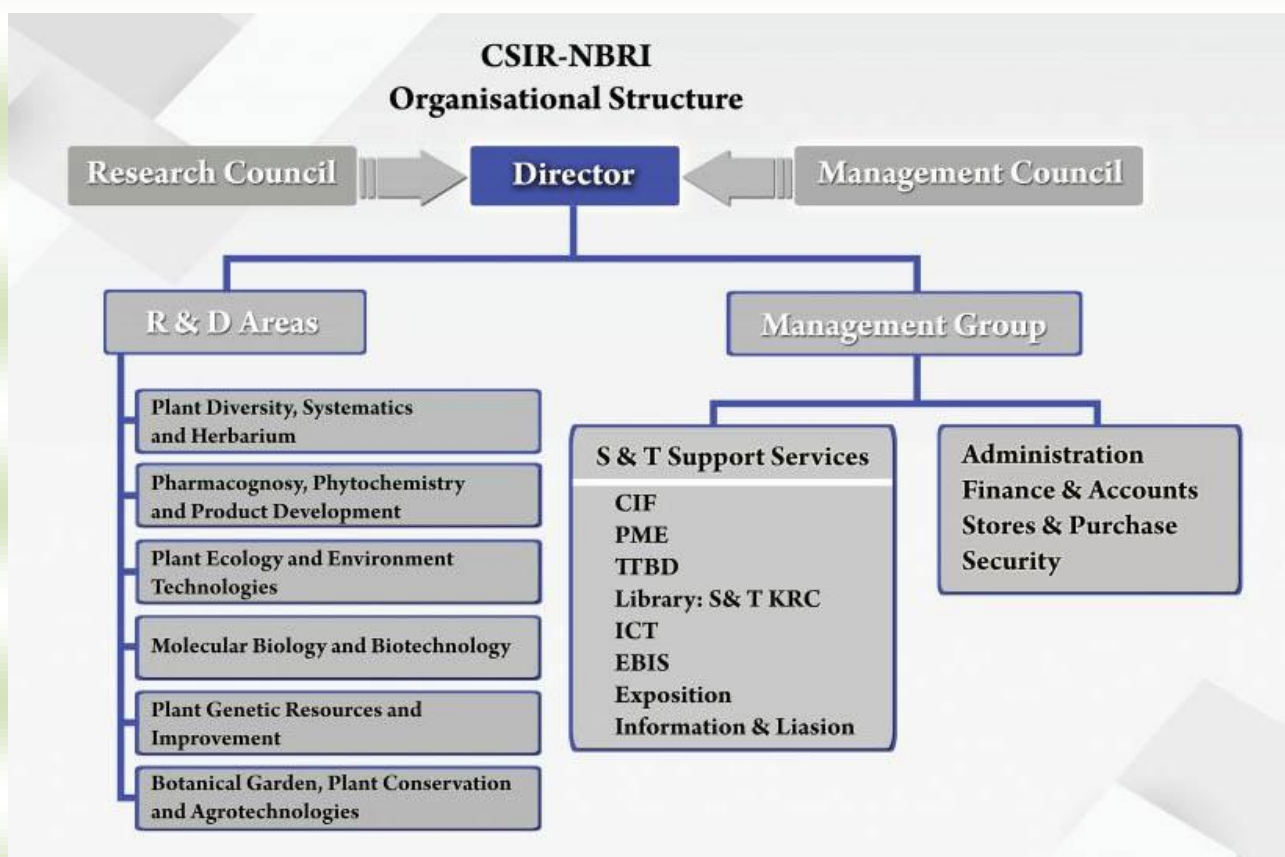 CSIR-NBRI
Organisational Structure
Research Council
Director
Management Council
R & D Areas
Management Group
Plant Diversity, Systematics
and Herbarium
Pharmacognosy, Phytochemistry
and Product Development
Plant Ecology and Environment
Technologies
Molecular Biology and Biotechnology
Plant Genetic Resources and
Improvement
Botanical Garden, Plant Conservation
and Agrotechnologies
S & T Support Services
CIF
PME
TTBD
Library: S& T KRC
ICT
EBIS
Exposition
Information & Liasion
Administration
Finance & Accounts
Stores & Purchase
Security